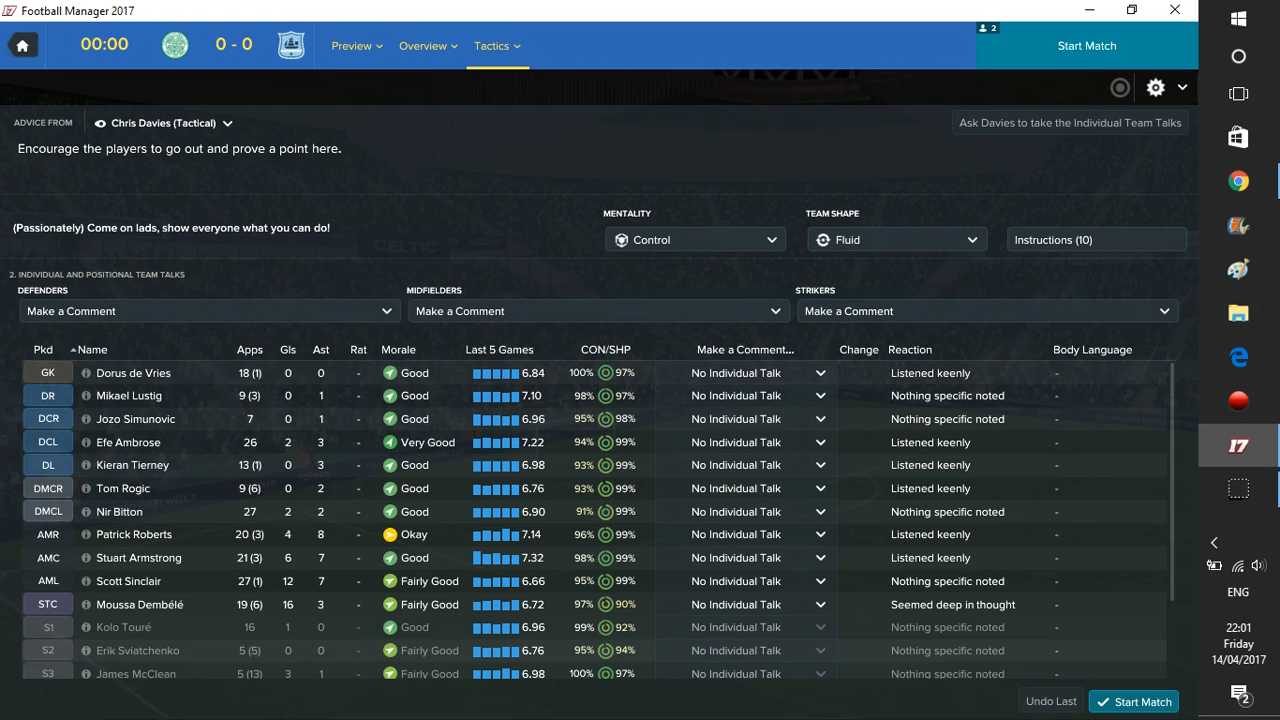 Football Manager 2017
00:00 0 - 0 Preview Overview Tactics 2 Start Match
ADVICE FROM Chris Davies (Tactical) Ask Davies to take the Individual Team Talks
Encourage the players to go out and prove a point here.
MENTALITY TEAM SHAPE
(Passionately) Come on lads, show everyone what you can do!
Control Fluid Instructions (10)
CELTIC
2. INDIVIDUAL AND POSITIONAL TEAM TALKS
DEFENDERS MIDFIELDERS STRIKERS
Make a Comment Make a Comment Make a Comment
Pkd Name Apps Gls Ast Rat Morale Last 5 Games CON/SHP Make a Comment... Change Reaction Body Language
GK Dorus de Vries 18 (1) 0 0 - Good 6.84 100% 97% No Individual Talk Listened keenly -
DR Mikael Lustig 9 (3) 0 1 - Good 7.10 98% 97% No Individual Talk Nothing specific noted -
DCR Jozo Simunovic 7 0 1 - Good 6.96 95% 98% No Individual Talk Nothing specific noted -
DCL Efe Ambrose 26 2 3 - Very Good 7.22 94% 99% No Individual Talk Listened keenly -
DL Kieran Tierney 13 (1) 0 3 - Good 6.98 93% 99% No Individual Talk Listened keenly -
DMCR Tom Rogic 9 (6) 0 2 - Good 6.76 93% 99% No Individual Talk Listened keenly -
DMCL Nir Bitton 27 2 2 - Good 6.90 91% 99% No Individual Talk Nothing specific noted -
AMR Patrick Roberts 20 (3) 4 8 - Okay 7.14 96% 99% No Individual Talk Listened keenly -
AMC Stuart Armstrong 21 (3) 6 7 - Good 7.32 98% 99% No Individual Talk Listened keenly -
AML Scott Sinclair 27 (1) 12 7 - Fairly Good 6.66 95% 99% No Individual Talk Nothing specific noted -
STC Moussa Dembélé 19 (6) 16 3 - Fairly Good 6.72 97% 90% No Individual Talk Seemed deep in thought -
S1 Kolo Touré 16 1 0 - Good 6.96 99% 92% No Individual Talk Nothing specific noted -
S2 Erik Sviatchenko 5 (5) 0 0 - Fairly Good 6.76 95% 94% No Individual Talk Nothing specific noted -
S3 James McClean 5 (13) 3 1 - Fairly Good 6.98 100% 97% No Individual Talk Nothing specific noted -
Undo Last Start Match
17
ENG
22:01
Friday
14/04/2017
2